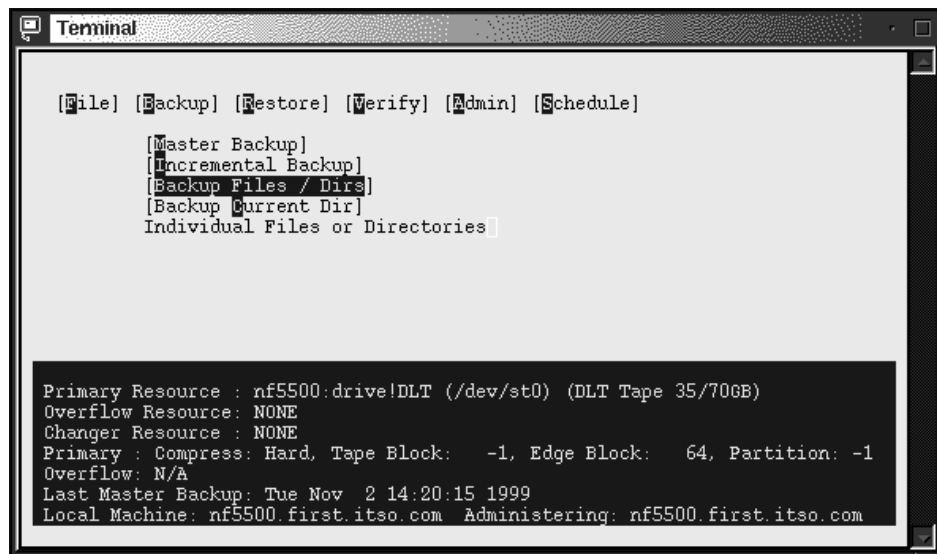 Terminal
[File] [Backup] [Restore] [Verify] [Admin] [Schedule]
[Master Backup]
[Incremental Backup]
[Backup Files / Dirs]
[Backup Current Dir]
Individual Files or Directories
Primary Resource : nf5500:drive!DLT (/dev/st0) (DLT Tape 35/70GB)
Overflow Resource: NONE
Changer Resource : NONE
Primary : Compress: Hard, Tape Block:   -1, Edge Block:   64, Partition: -1
Overflow: N/A
Last Master Backup: Tue Nov  2 14:20:15 1999
Local Machine: nf5500.first.itso.com  Administering: nf5500.first.itso.com